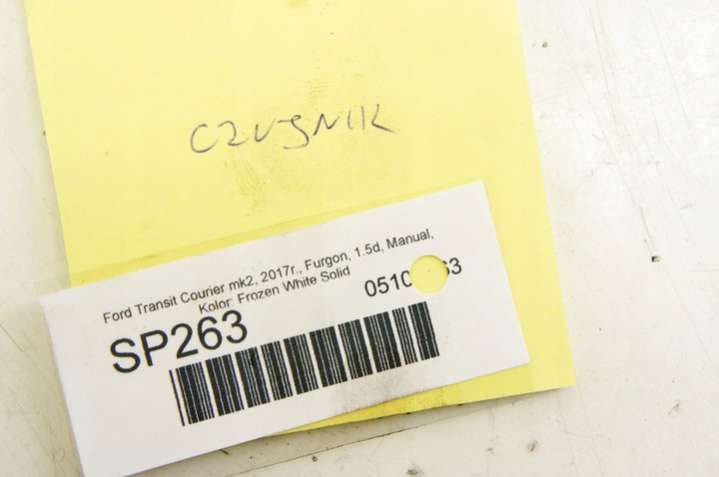 CZUJNIK
Ford Transit Courier mk2, 2017r., Furgon, 1.5d, Manual,
Kolor: Frozen White Solid
SP263